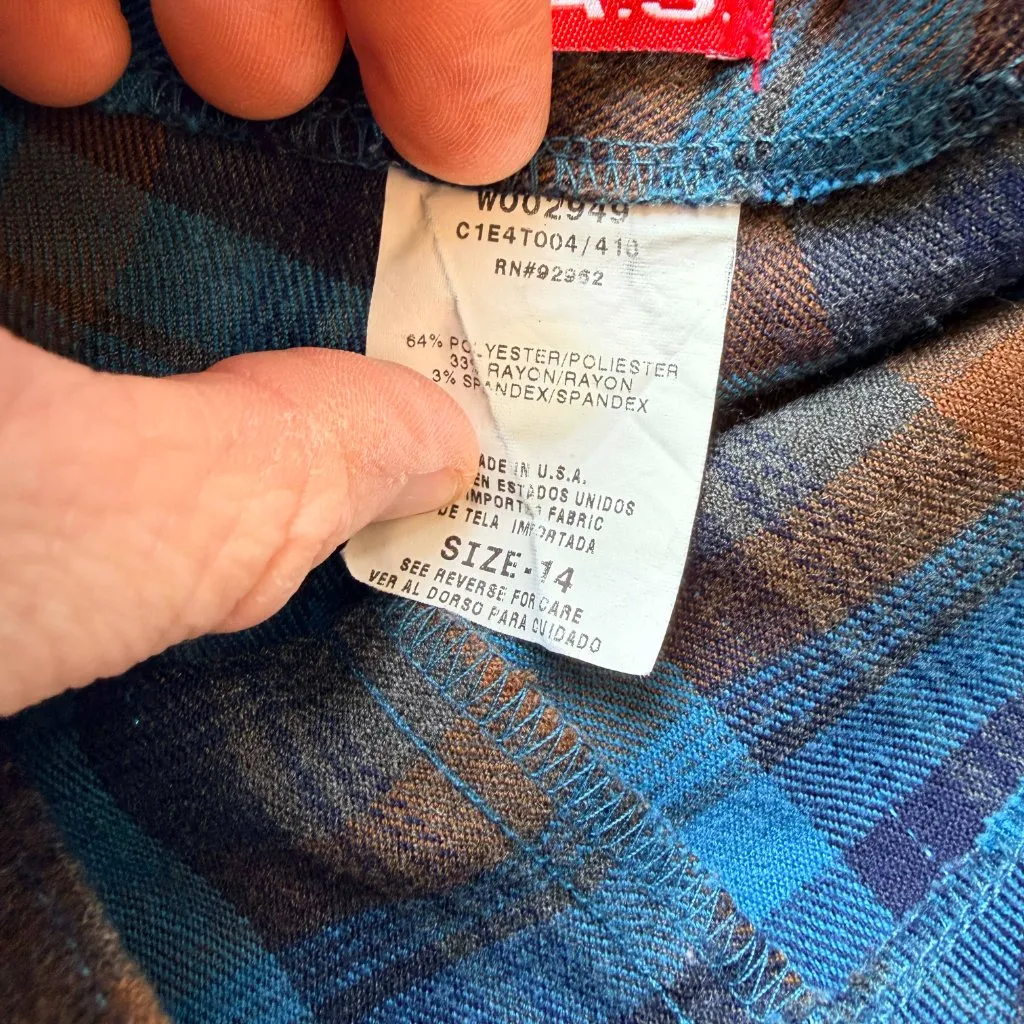 A.S.
W002949
C1E4T004/410
RN#92962
64% POLYESTER/POLIESTER
33% RAYON/RAYON
3% SPANDEX/SPANDEX
ADE IN U.S.A.
EN ESTADOS UNIDOS
IMPORTED FABRIC
DE TELA IMPORTADA
SIZE-14
SEE REVERSE FOR CARE
VER AL DORSO PARA CUIDADO